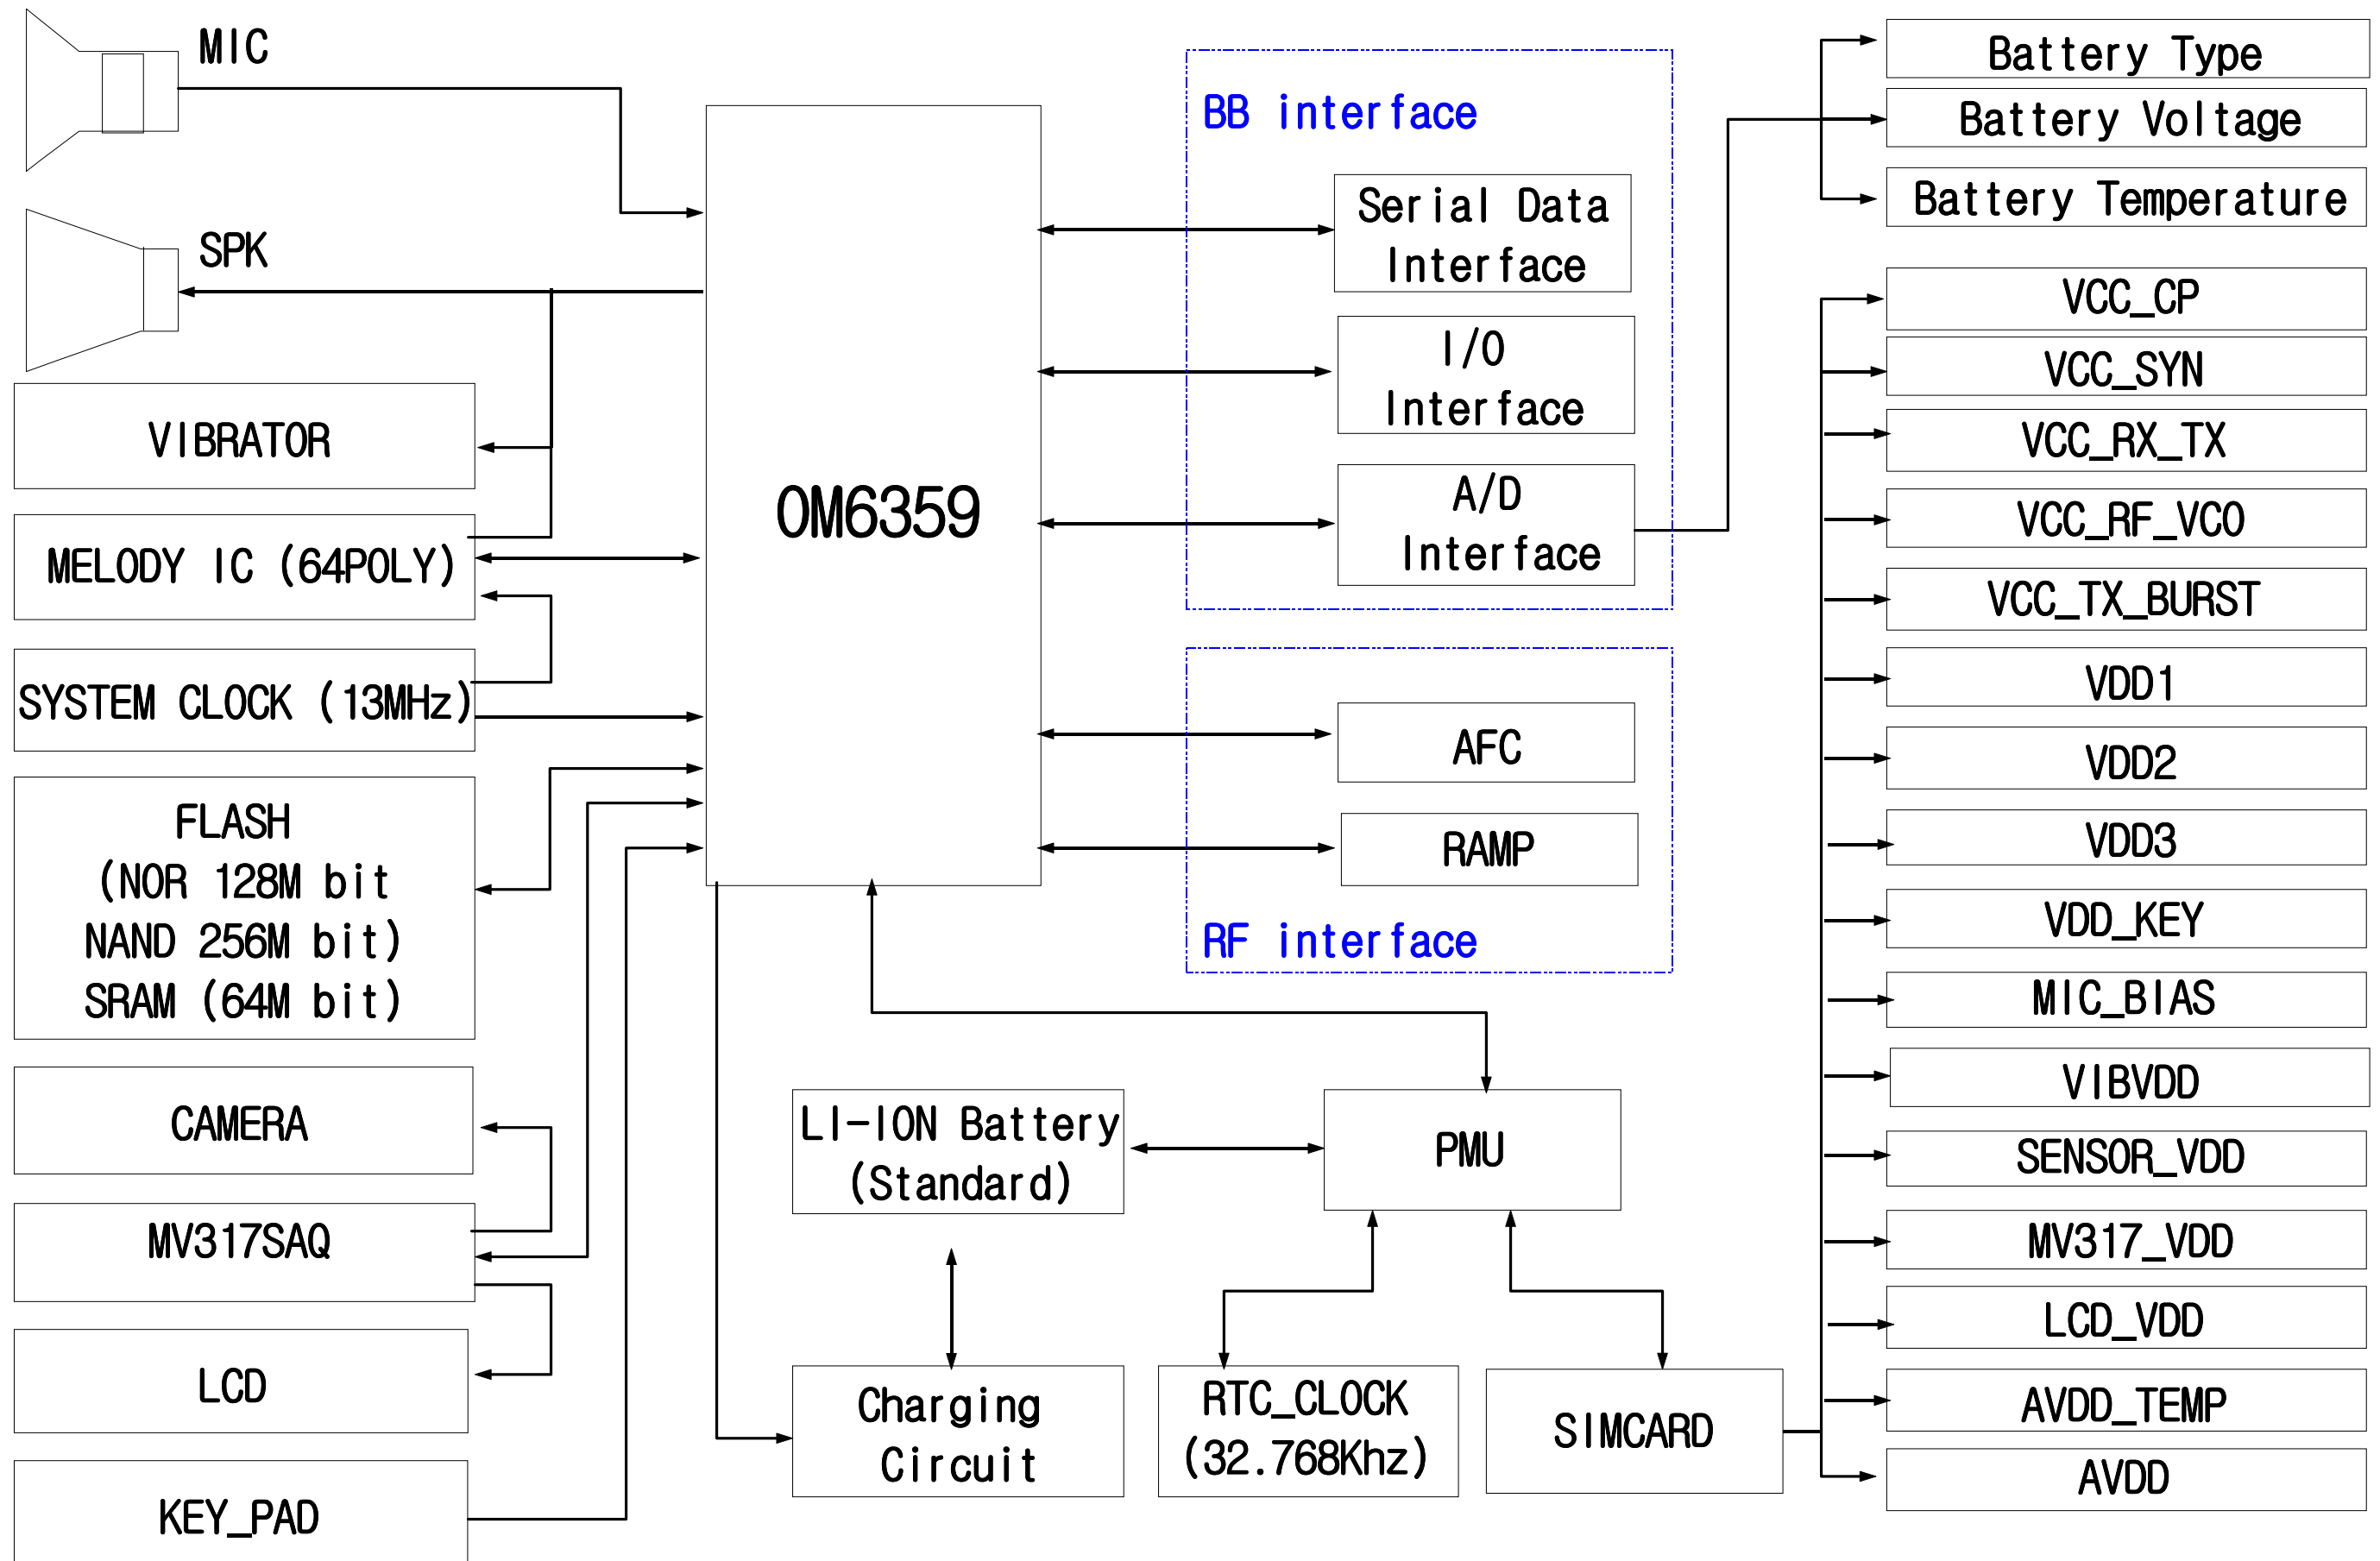 MIC
SPK
VIBRATOR
MELODY IC (64POLY)
SYSTEM CLOCK (13MHz)
FLASH
(NOR 128M bit
NAND 256M bit)
SRAM (64M bit)
CAMERA
MV317SAQ
LCD
KEY_PAD
OM6359
BB interface
Serial Data
Interface
I/O
Interface
A/D
Interface
AFC
RAMP
RF interface
LI-ION Battery
(Standard)
PMU
Charging
Circuit
RTC_CLOCK
(32.768Khz)
SIMCARD
Battery Type
Battery Voltage
Battery Temperature
VCC_CP
VCC_SYN
VCC_RX_TX
VCC_RF_VCO
VCC_TX_BURST
VDD1
VDD2
VDD3
VDD_KEY
MIC_BIAS
VIBVDD
SENSOR_VDD
MV317_VDD
LCD_VDD
AVDD_TEMP
AVDD